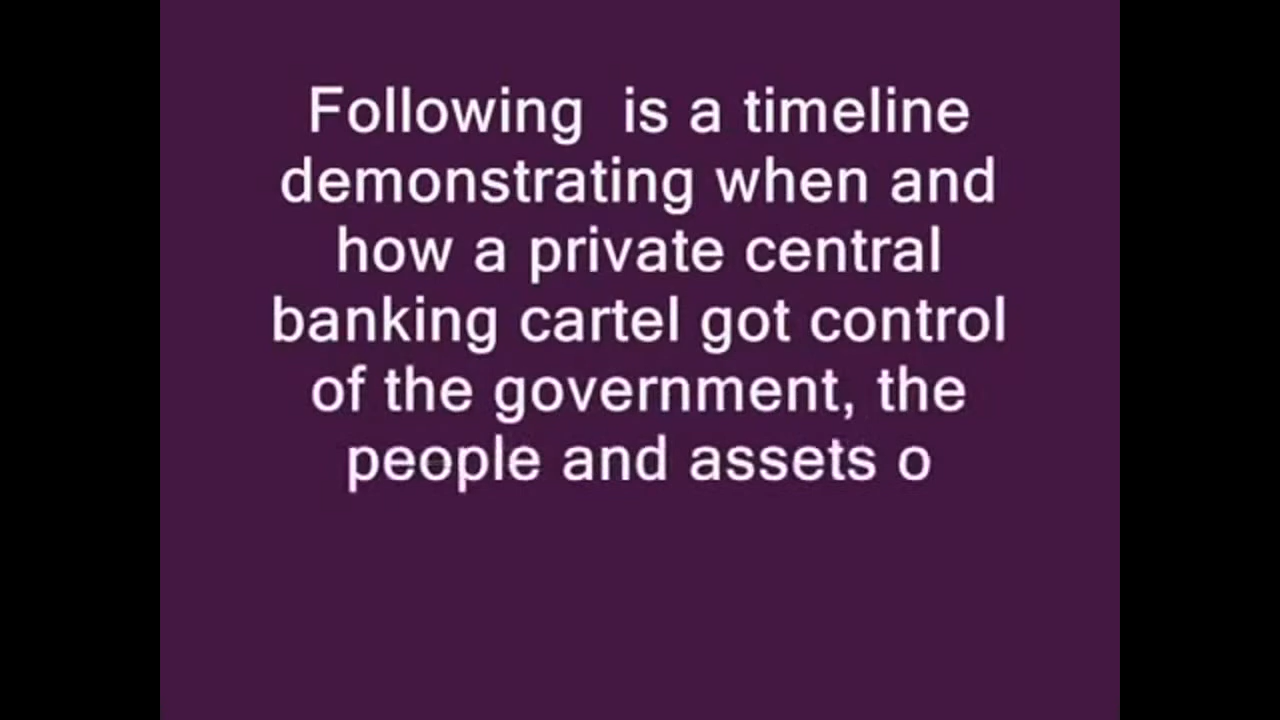 Following  is a timeline
demonstrating when and
how a private central
banking cartel got control
of the government, the
people and assets o